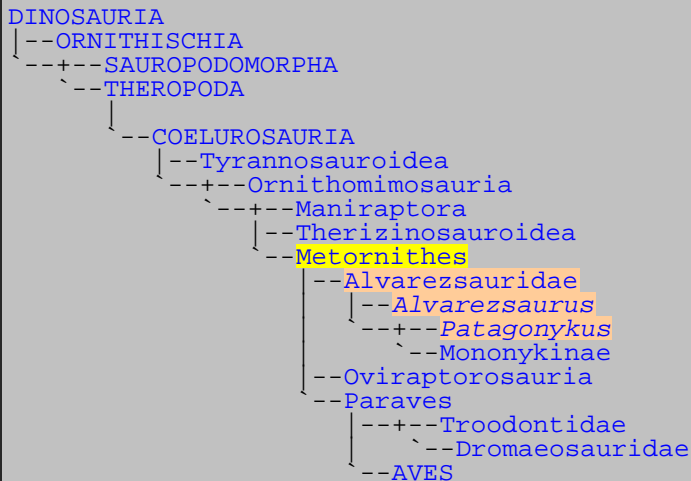 DINOSAURIA
|--ORNITHISCHIA
`--+--SAUROPODOMORPHA
`--THEROPODA
|
`--COELUROSAURIA
|--Tyrannosauroidea
`--+--Ornithomimosauria
`--+--Maniraptora
|--Therizinosauroidea
`--Metornithes
|--Alvarezsauridae
| |--Alvarezsaurus
| `--+--Patagonykus
| `--Mononykinae
|--Oviraptorosauria
`--Paraves
|--+--Troodontidae
| `--Dromaeosauridae
`--AVES